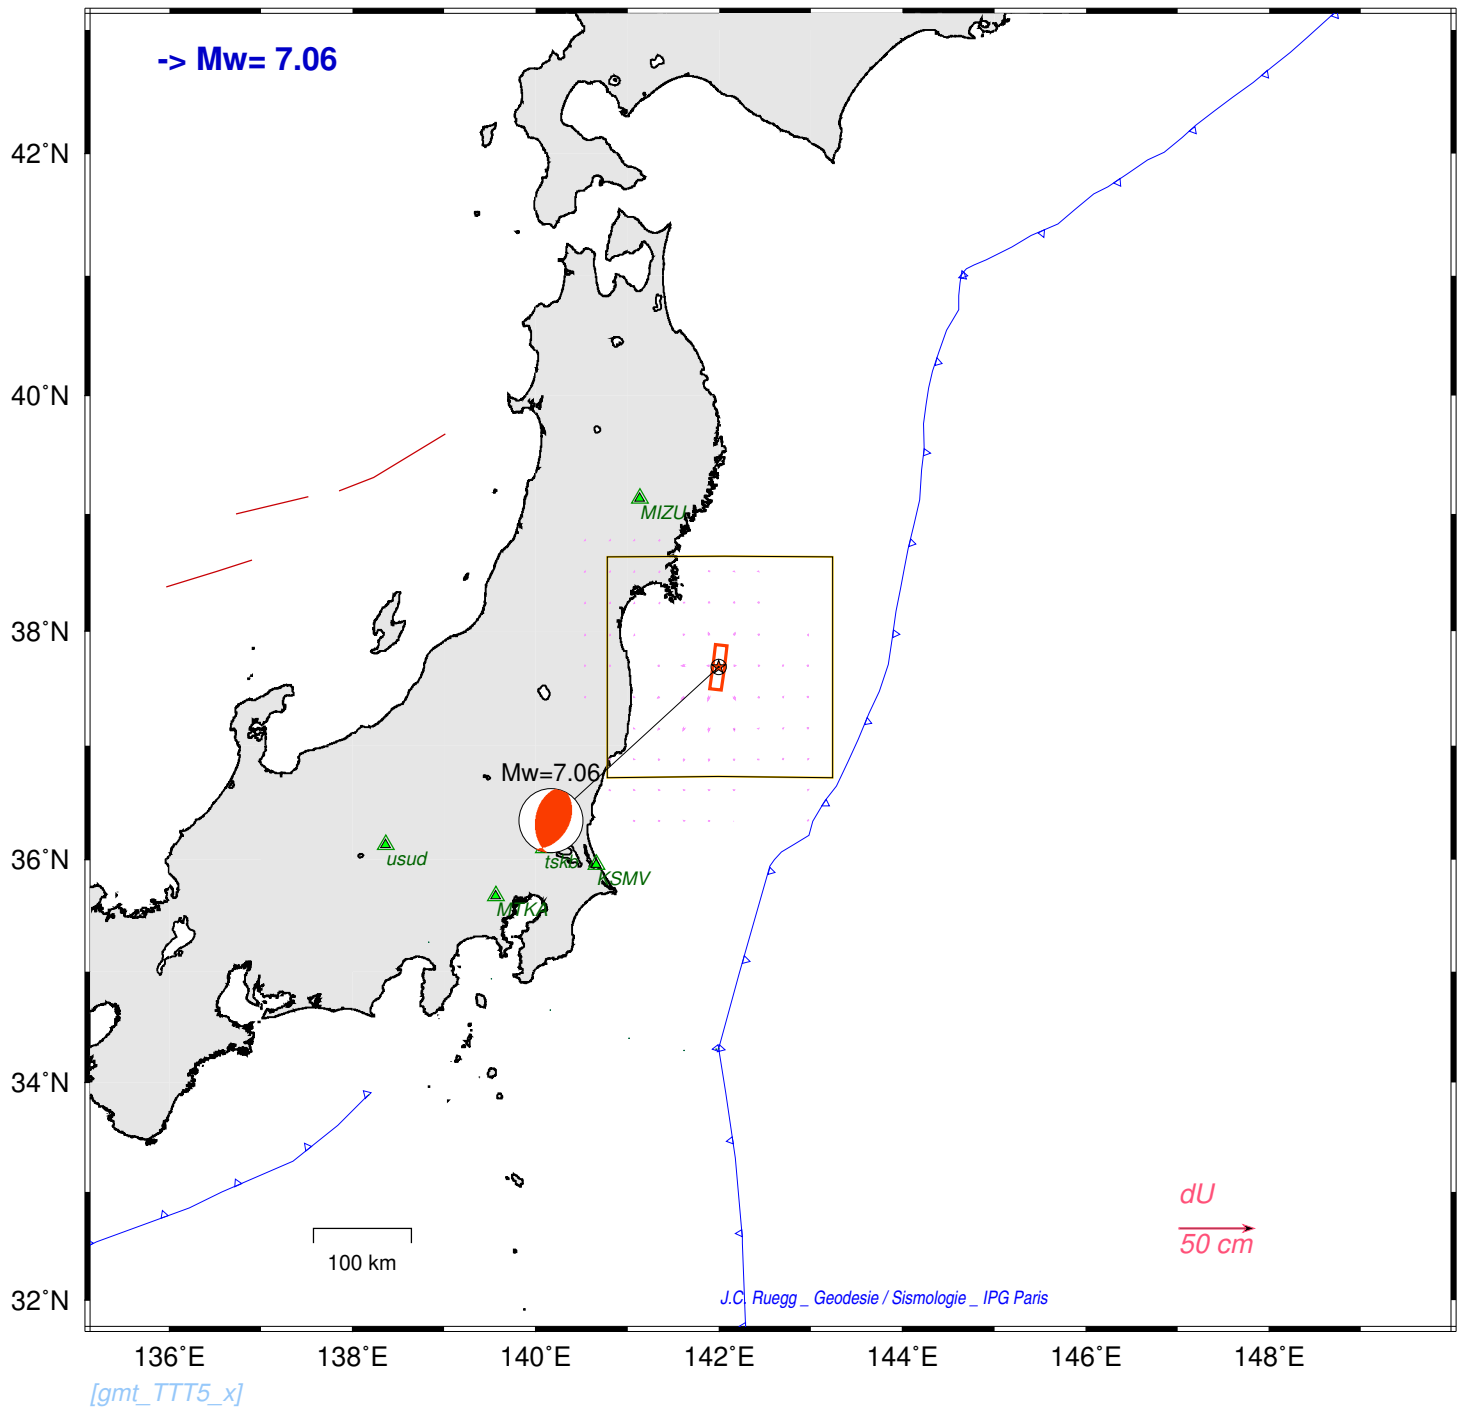 -> Mw= 7.06
42°N
40°N
MIZU
38°N
Mw=7.06
36°N
usud
tskb
KSMV
MTKA
34°N
dU
50 cm
100 km
32°N
J.C. Ruegg _ Geodesie / Sismologie _ IPG Paris
136°E
138°E
140°E
142°E
144°E
146°E
148°E
[gmt_TTT5_x]